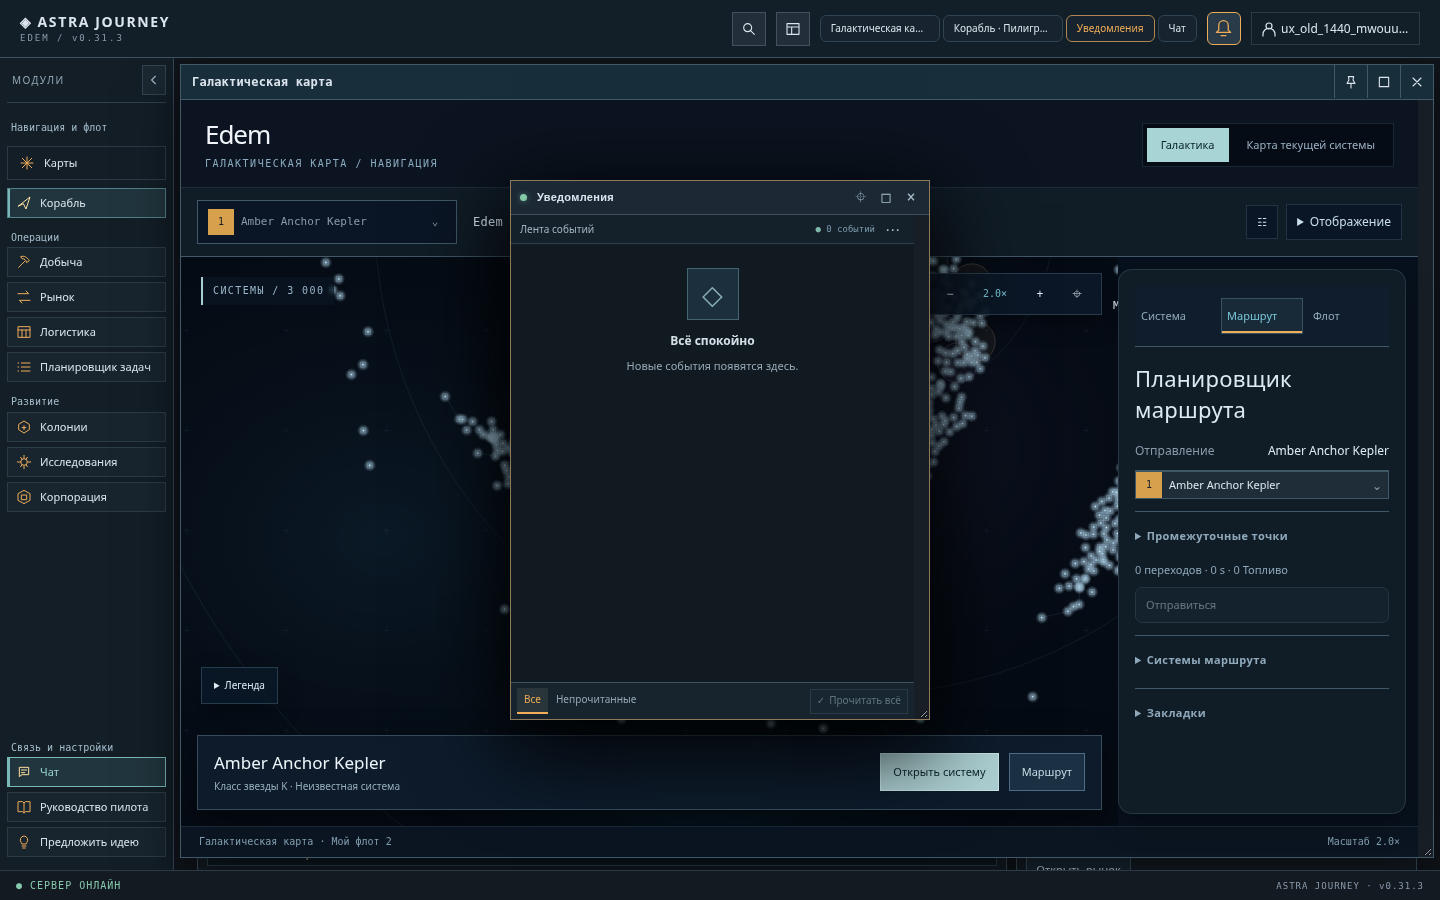 ◈ ASTRA JOURNEY
EDEM / v0.31.3
Галактическая ка...
Корабль · Пилигр...
Уведомления
Чат
ux_old_1440_mwouu...
МОДУЛИ
Навигация и флот
Карты
Корабль
Операции
Добыча
Рынок
Логистика
Планировщик задач
Развитие
Колонии
Исследования
Корпорация
Связь и настройки
Чат
Руководство пилота
Предложить идею
Галактическая карта
Edem
ГАЛАКТИЧЕСКАЯ КАРТА / НАВИГАЦИЯ
Галактика
Карта текущей системы
1 Amber Anchor Kepler
Edem
Отображение
СИСТЕМЫ / 3 000
− 2.0× +
Уведомления
Лента событий
0 событий
Всё спокойно
Новые события появятся здесь.
Все
Непрочитанные
✓ Прочитать всё
Легенда
Amber Anchor Kepler
Класс звезды K · Неизвестная система
Открыть систему
Маршрут
Система
Маршрут
Флот
Планировщик
маршрута
Отправление
Amber Anchor Kepler
1 Amber Anchor Kepler
Промежуточные точки
0 переходов · 0 s · 0 Топливо
Отправиться
Системы маршрута
Закладки
Галактическая карта · Мой флот 2
Масштаб 2.0×
Открыть рынок
СЕРВЕР ОНЛАЙН
ASTRA JOURNEY · v0.31.3